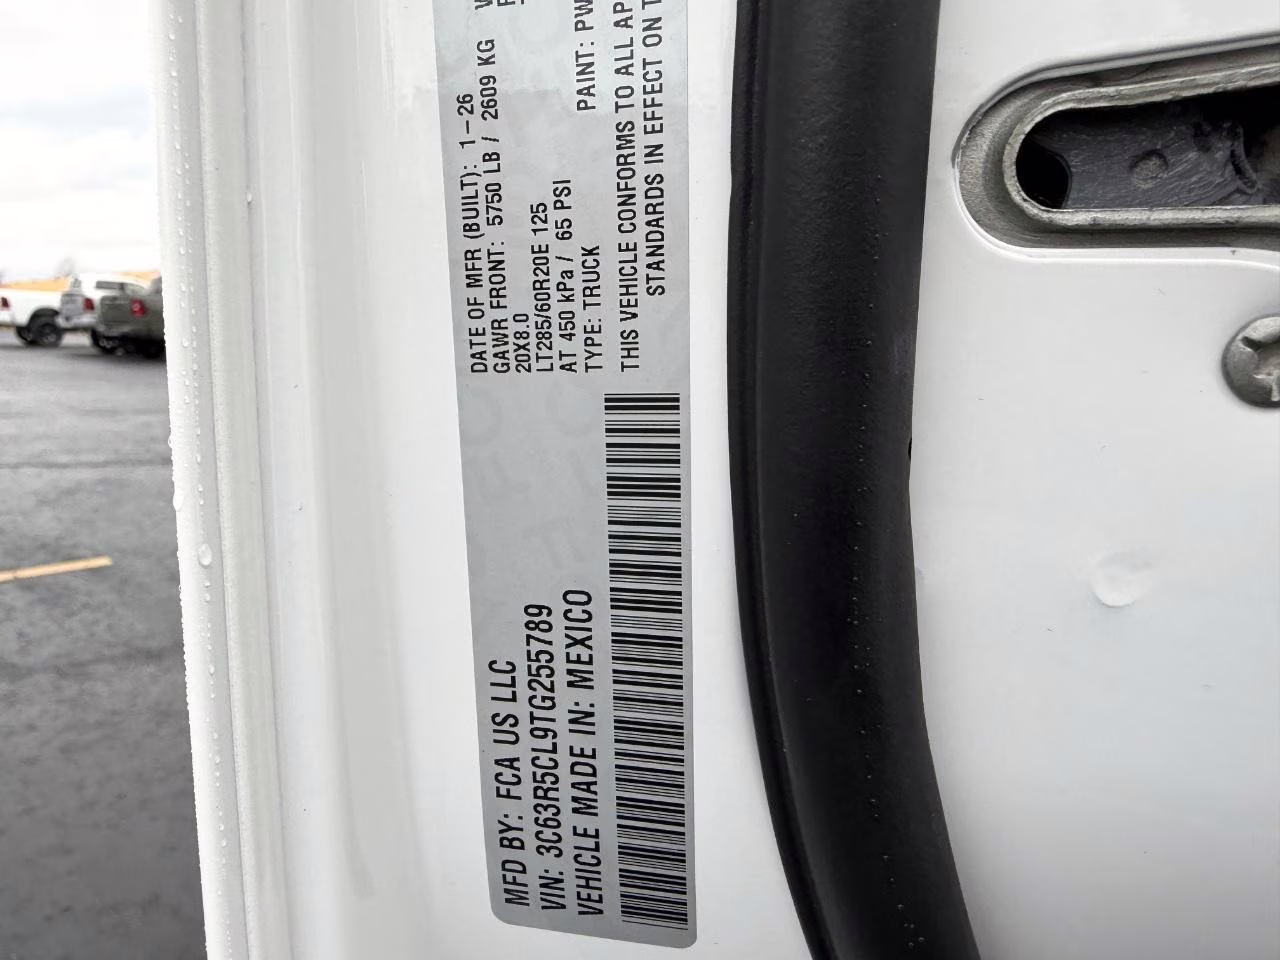 MFD BY: FCA US LLC
VIN: 3C63R5CL9TG255789
VEHICLE MADE IN: MEXICO
DATE OF MFR (BUILT): 1-26
GAWR FRONT: 5750 LB / 2609 KG
20X8.0
LT285/60R20E 125
AT 450 kPa / 65 PSI
TYPE: TRUCK
PAINT: PW
THIS VEHICLE CONFORMS TO ALL AP
STANDARDS IN EFFECT ON T